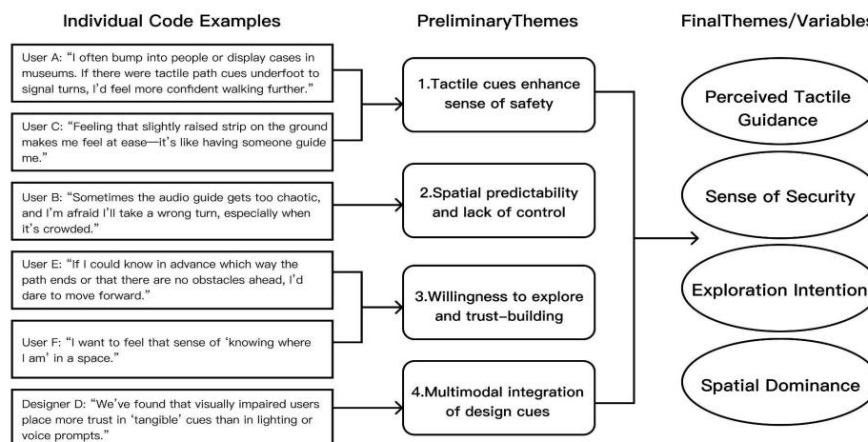 Individual Code Examples
PreliminaryThemes
FinalThemes/Variables
User A: “I often bump into people or display cases in
museums. If there were tactile path cues underfoot to
signal turns, I’d feel more confident walking further.”
User C: “Feeling that slightly raised strip on the ground
makes me feel at ease—it’s like having someone guide
me.”
User B: “Sometimes the audio guide gets too chaotic,
and I’m afraid I’ll take a wrong turn, especially when
it’s crowded.”
User E: “If I could know in advance which way the
path ends or that there are no obstacles ahead, I’d
dare to move forward.”
User F: “I want to feel that sense of ‘knowing where
I am’ in a space.”
Designer D: “We’ve found that visually impaired users
place more trust in ‘tangible’ cues than in lighting or
voice prompts.”
1.Tactile cues enhance
sense of safety
2.Spatial predictability
and lack of control
3.Willingness to explore
and trust-building
4.Multimodal integration
of design cues
Perceived Tactile
Guidance
Sense of Security
Exploration Intention
Spatial Dominance